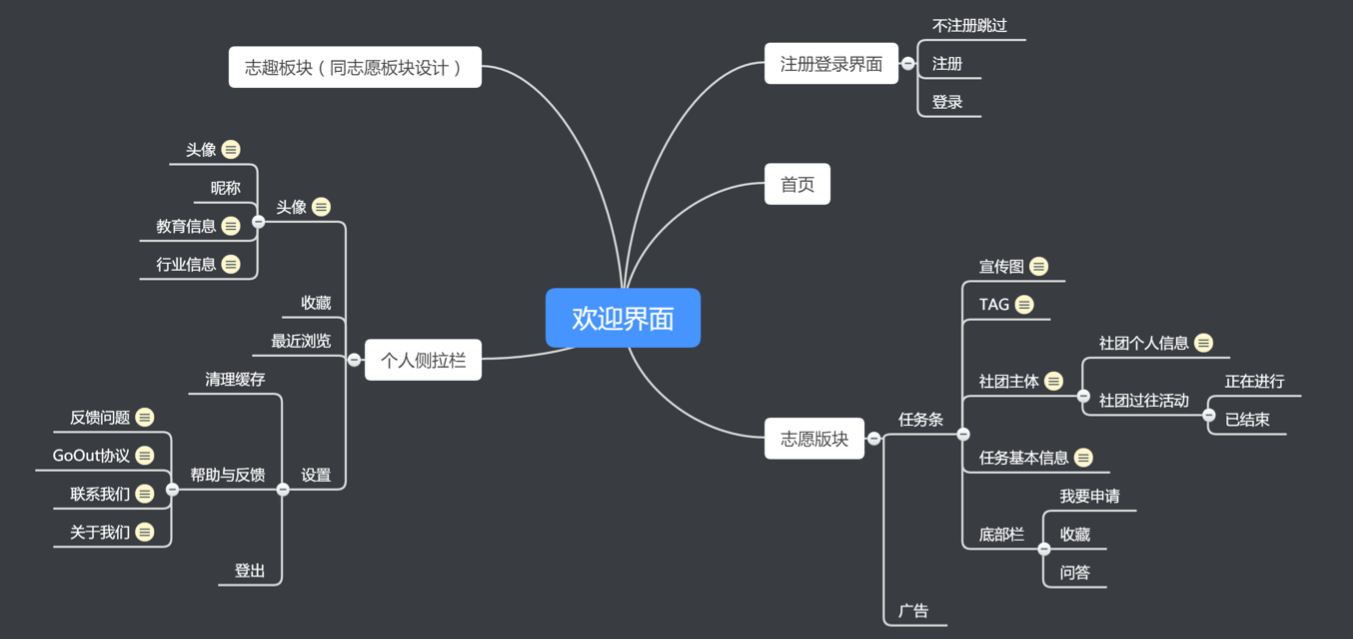 欢迎界面
注册登录界面
不注册跳过
注册
登录
首页
志愿版块
任务条
宣传图
TAG
社团主体
社团个人信息
社团过往活动
正在进行
已结束
任务基本信息
底部栏
我要申请
收藏
问答
广告
志趣板块（同志愿板块设计）
个人侧拉栏
头像
头像
昵称
教育信息
行业信息
收藏
最近浏览
设置
清理缓存
帮助与反馈
反馈问题
GoOut协议
联系我们
关于我们
登出